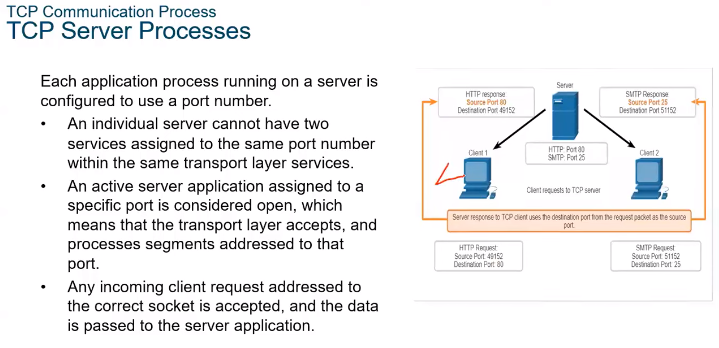 TCP Communication Process
TCP Server Processes
Each application process running on a server is
configured to use a port number.
• An individual server cannot have two
services assigned to the same port number
within the same transport layer services.
• An active server application assigned to a
specific port is considered open, which
means that the transport layer accepts, and
processes segments addressed to that
port.
• Any incoming client request addressed to
the correct socket is accepted, and the data
is passed to the server application.
HTTP response
Source Port 80
Destination Port 49152
Server
SMTP Response
Source Port 25
Destination Port 51152
Client 1
HTTP: Port 80
SMTP: Port 25
Client 2
Client requests to TCP server
Server response to TCP client uses the destination port from the request packet as the source
port.
HTTP Request:
Source Port: 49152
Destination Port: 80
SMTP Request
Source Port: 51152
Destination Port: 25